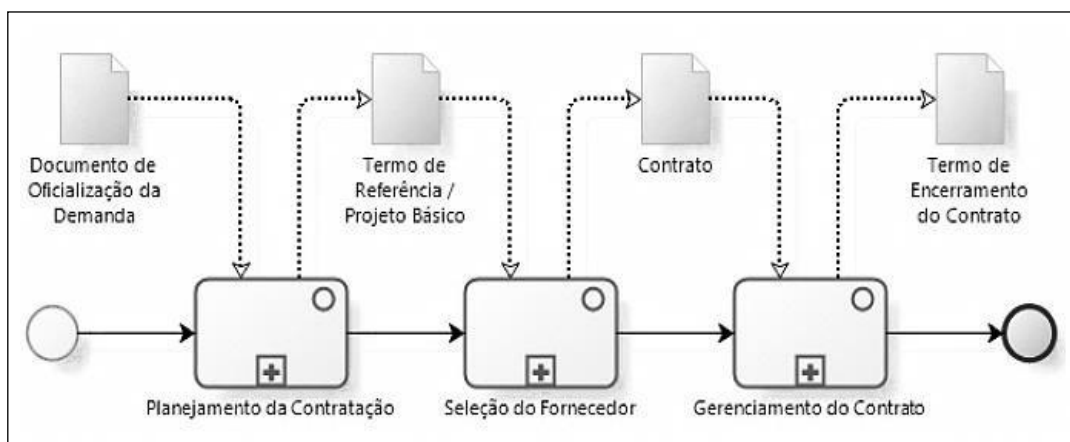 Documento de
Oficialização da
Demanda
Termo de
Referência /
Projeto Básico
Contrato
Termo de
Encerramento
do Contrato
Planejamento da Contratação
Seleção do Fornecedor
Gerenciamento do Contrato